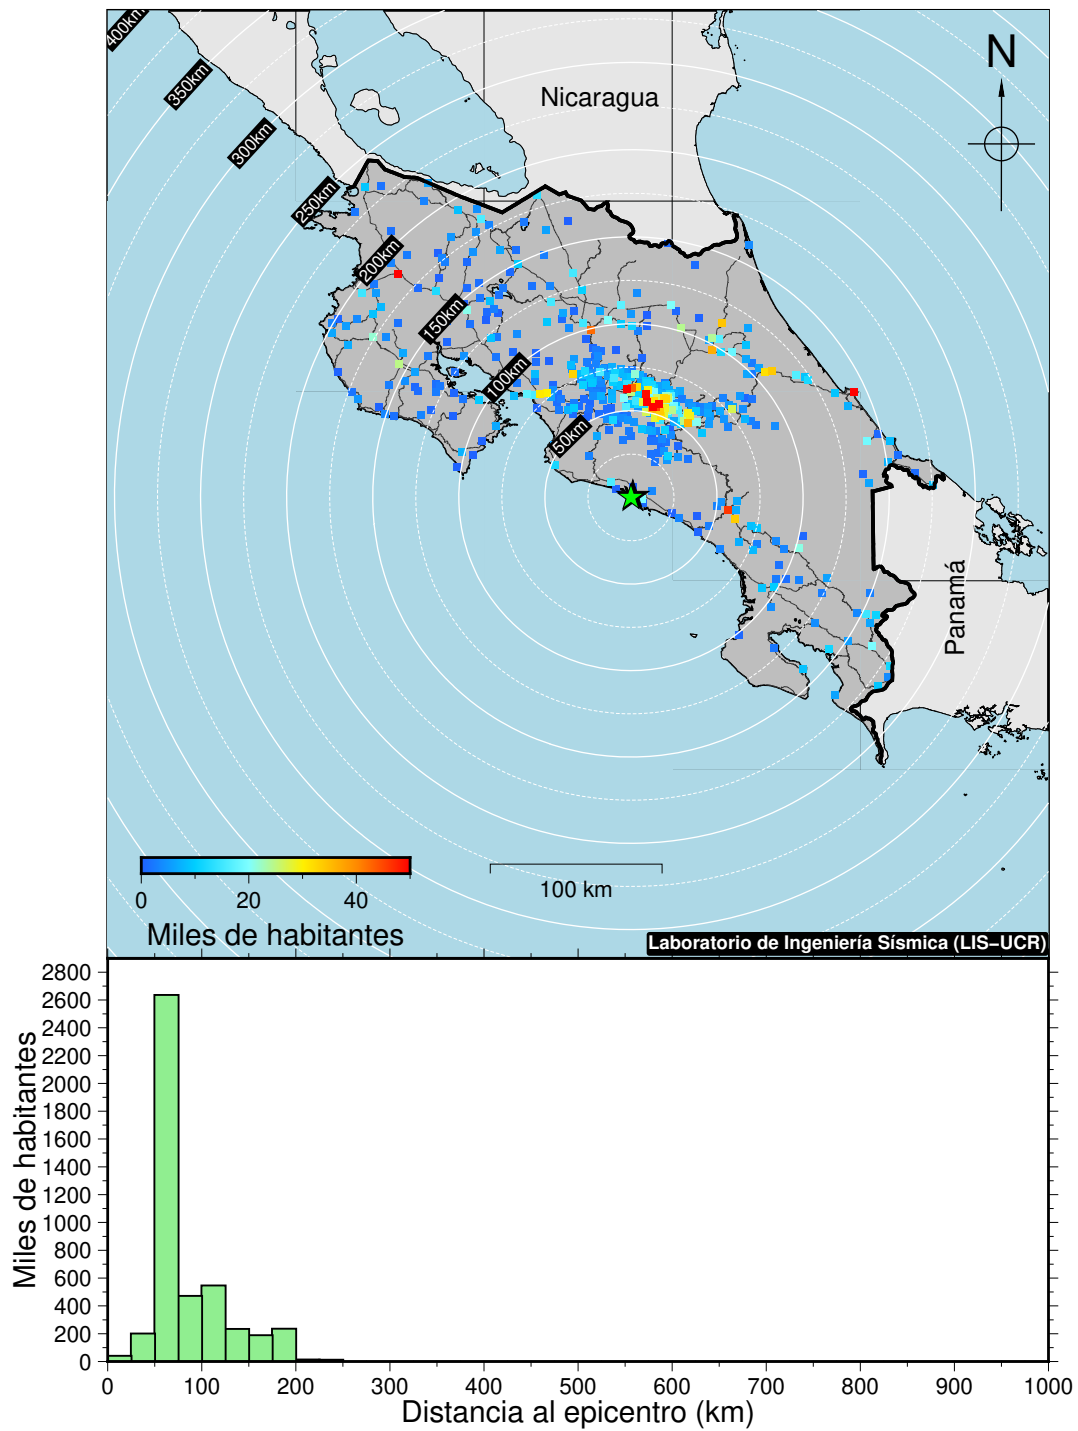 400km
350km
300km
250km
200km
150km
100km
50km
Nicaragua
N
Panamá
0
20
40
Miles de habitantes
100 km
Laboratorio de Ingeniería Sísmica (LIS−UCR)
2800
2600
2400
2200
2000
1800
1600
1400
1200
1000
800
600
400
200
0
Miles de habitantes
0
100
200
300
400
500
600
700
800
900
1000
Distancia al epicentro (km)